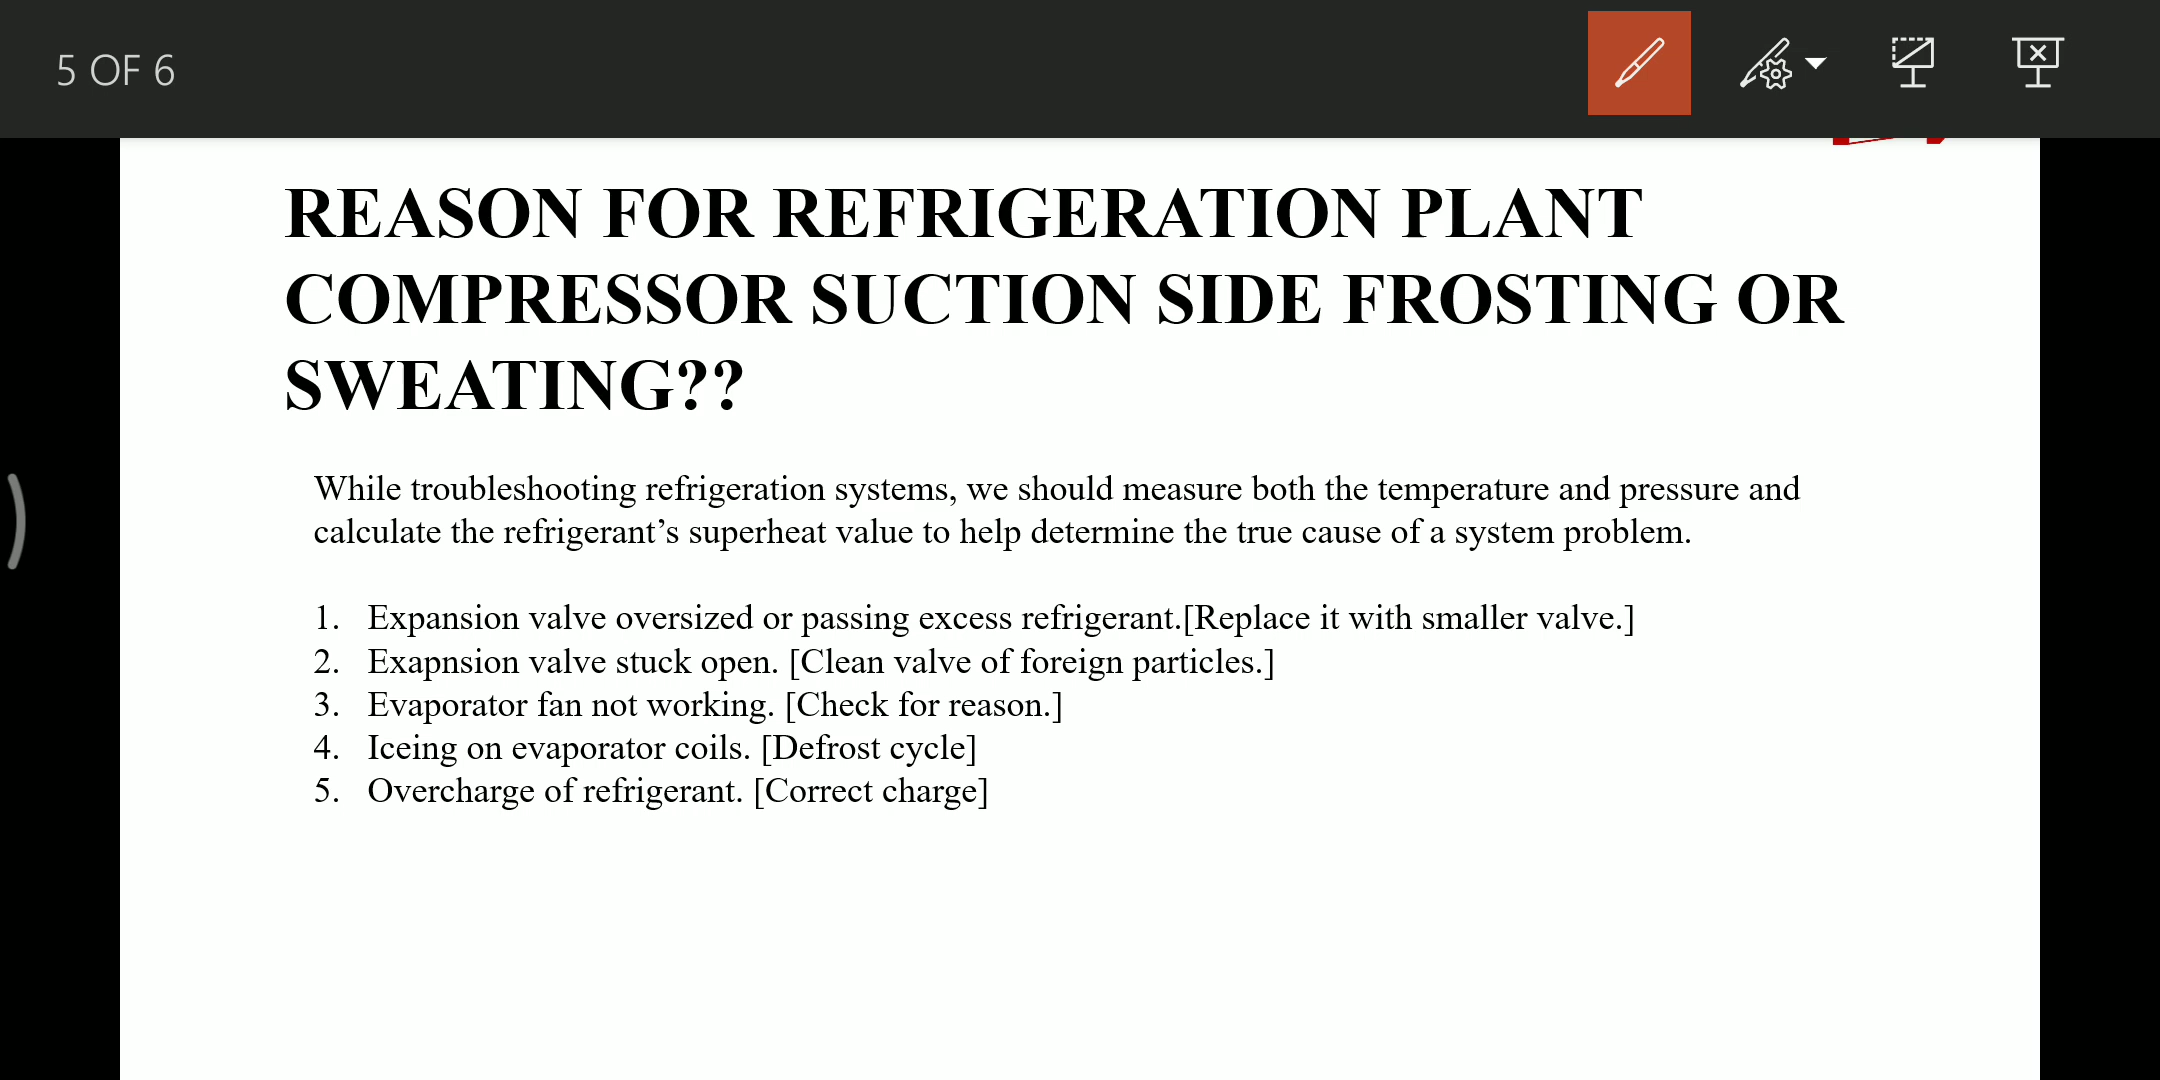 5 OF 6
REASON FOR REFRIGERATION PLANT
COMPRESSOR SUCTION SIDE FROSTING OR
SWEATING??
While troubleshooting refrigeration systems, we should measure both the temperature and pressure and
calculate the refrigerant’s superheat value to help determine the true cause of a system problem.
1. Expansion valve oversized or passing excess refrigerant.[Replace it with smaller valve.]
2. Exapnsion valve stuck open. [Clean valve of foreign particles.]
3. Evaporator fan not working. [Check for reason.]
4. Iceing on evaporator coils. [Defrost cycle]
5. Overcharge of refrigerant. [Correct charge]